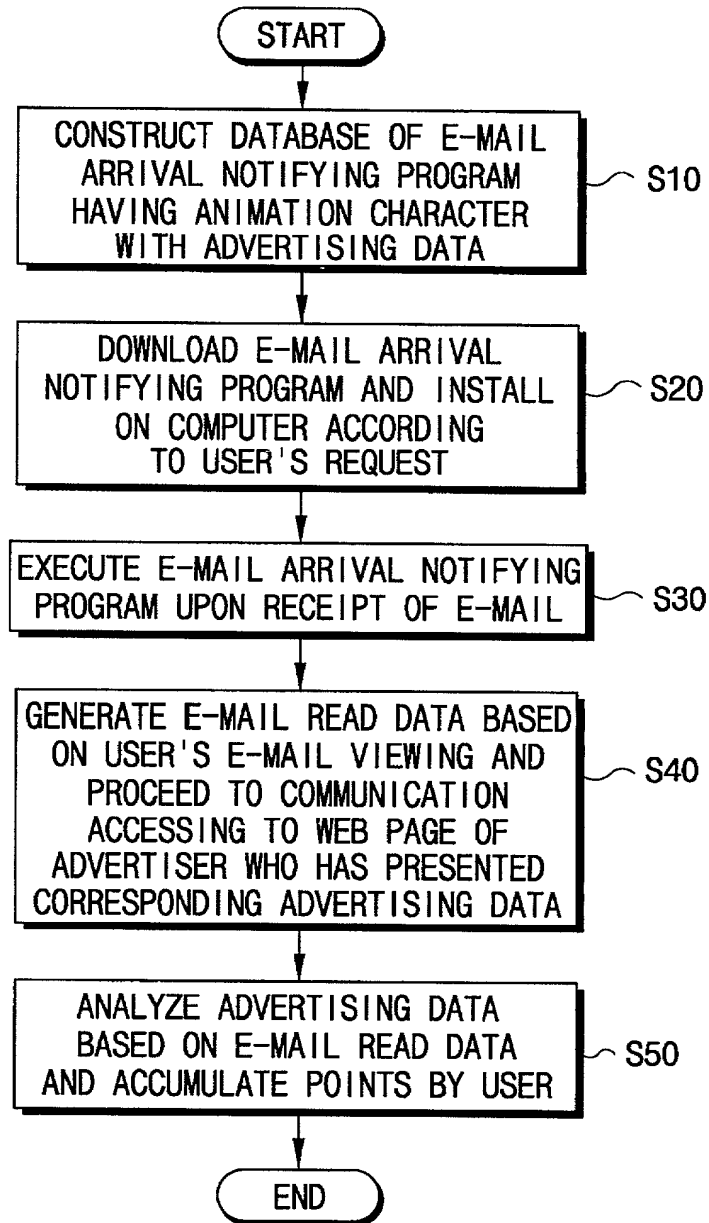 START
CONSTRUCT DATABASE OF E-MAIL
ARRIVAL NOTIFYING PROGRAM
HAVING ANIMATION CHARACTER
WITH ADVERTISING DATA
S10
DOWNLOAD E-MAIL ARRIVAL
NOTIFYING PROGRAM AND INSTALL
ON COMPUTER ACCORDING
TO USER'S REQUEST
S20
EXECUTE E-MAIL ARRIVAL NOTIFYING
PROGRAM UPON RECEIPT OF E-MAIL
S30
GENERATE E-MAIL READ DATA BASED
ON USER'S E-MAIL VIEWING AND
PROCEED TO COMMUNICATION
ACCESSING TO WEB PAGE OF
ADVERTISER WHO HAS PRESENTED
CORRESPONDING ADVERTISING DATA
S40
ANALYZE ADVERTISING DATA
BASED ON E-MAIL READ DATA
AND ACCUMULATE POINTS BY USER
S50
END